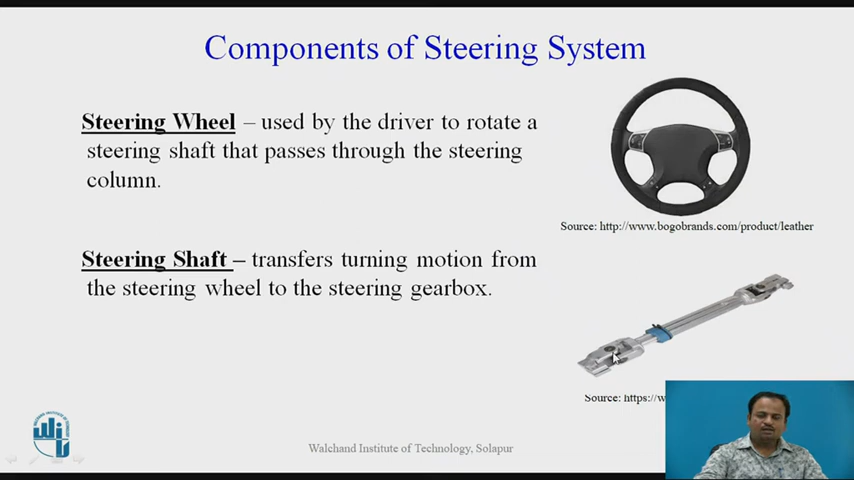 Components of Steering System
Steering Wheel – used by the driver to rotate a
steering shaft that passes through the steering
column.
Source: http://www.bogobrands.com/product/leather
Steering Shaft – transfers turning motion from
the steering wheel to the steering gearbox.
Source: https://w
Walchand Institute of Technology, Solapur